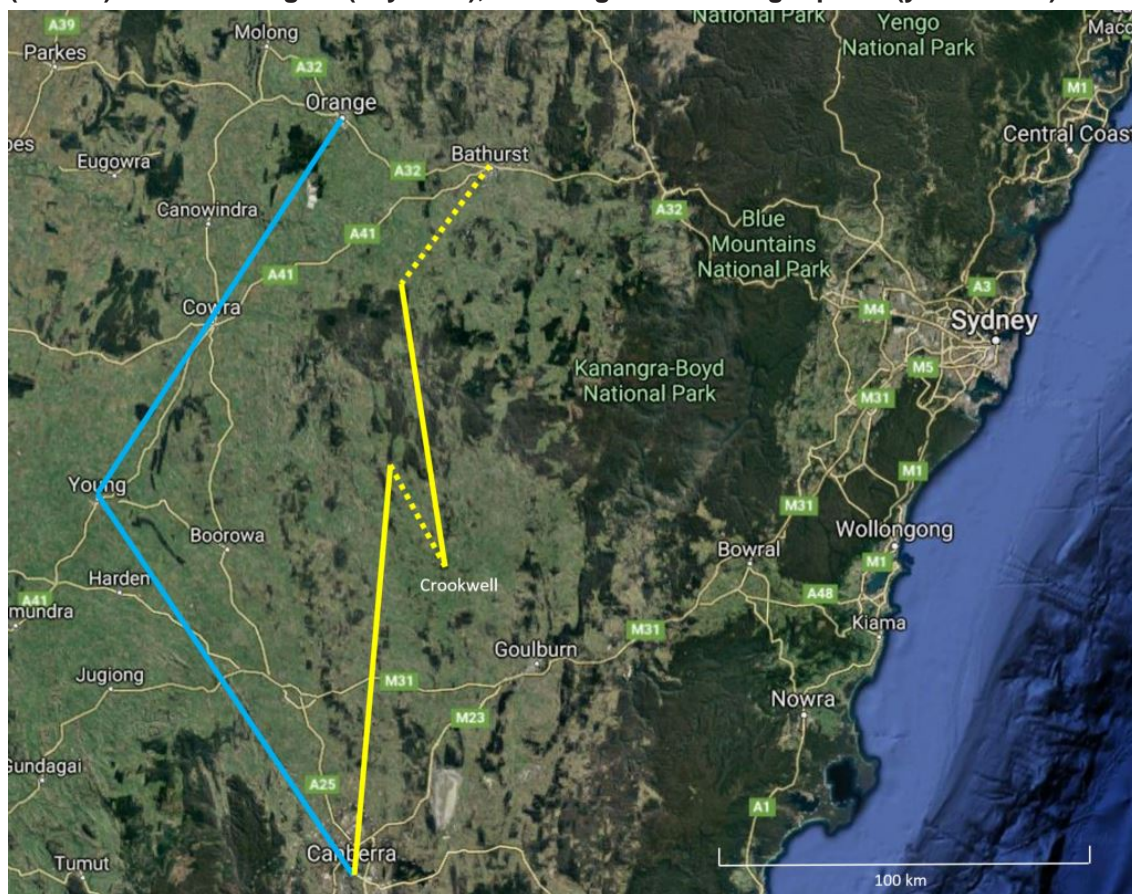 National Park
Yengo
National Park
A39
Molong
Parkes
A32
M1
Orange
Central Coast
Eugowra
Bathurst
A32
Canowindra
A32
Blue
Mountains
National Park
A41
A41
A3
Cowra
M4
Sydney
Kanangra-Boyd
National Park
M5
M31
M1
Young
M31
Boorowa
Wollongong
Bowral
M1
Harden
Crookwell
A41
A48
Kiama
M31
Goulburn
Jugiong
M31
Nowra
M23
Gundagai
A25
A1
Canberra
Tumut
100 km